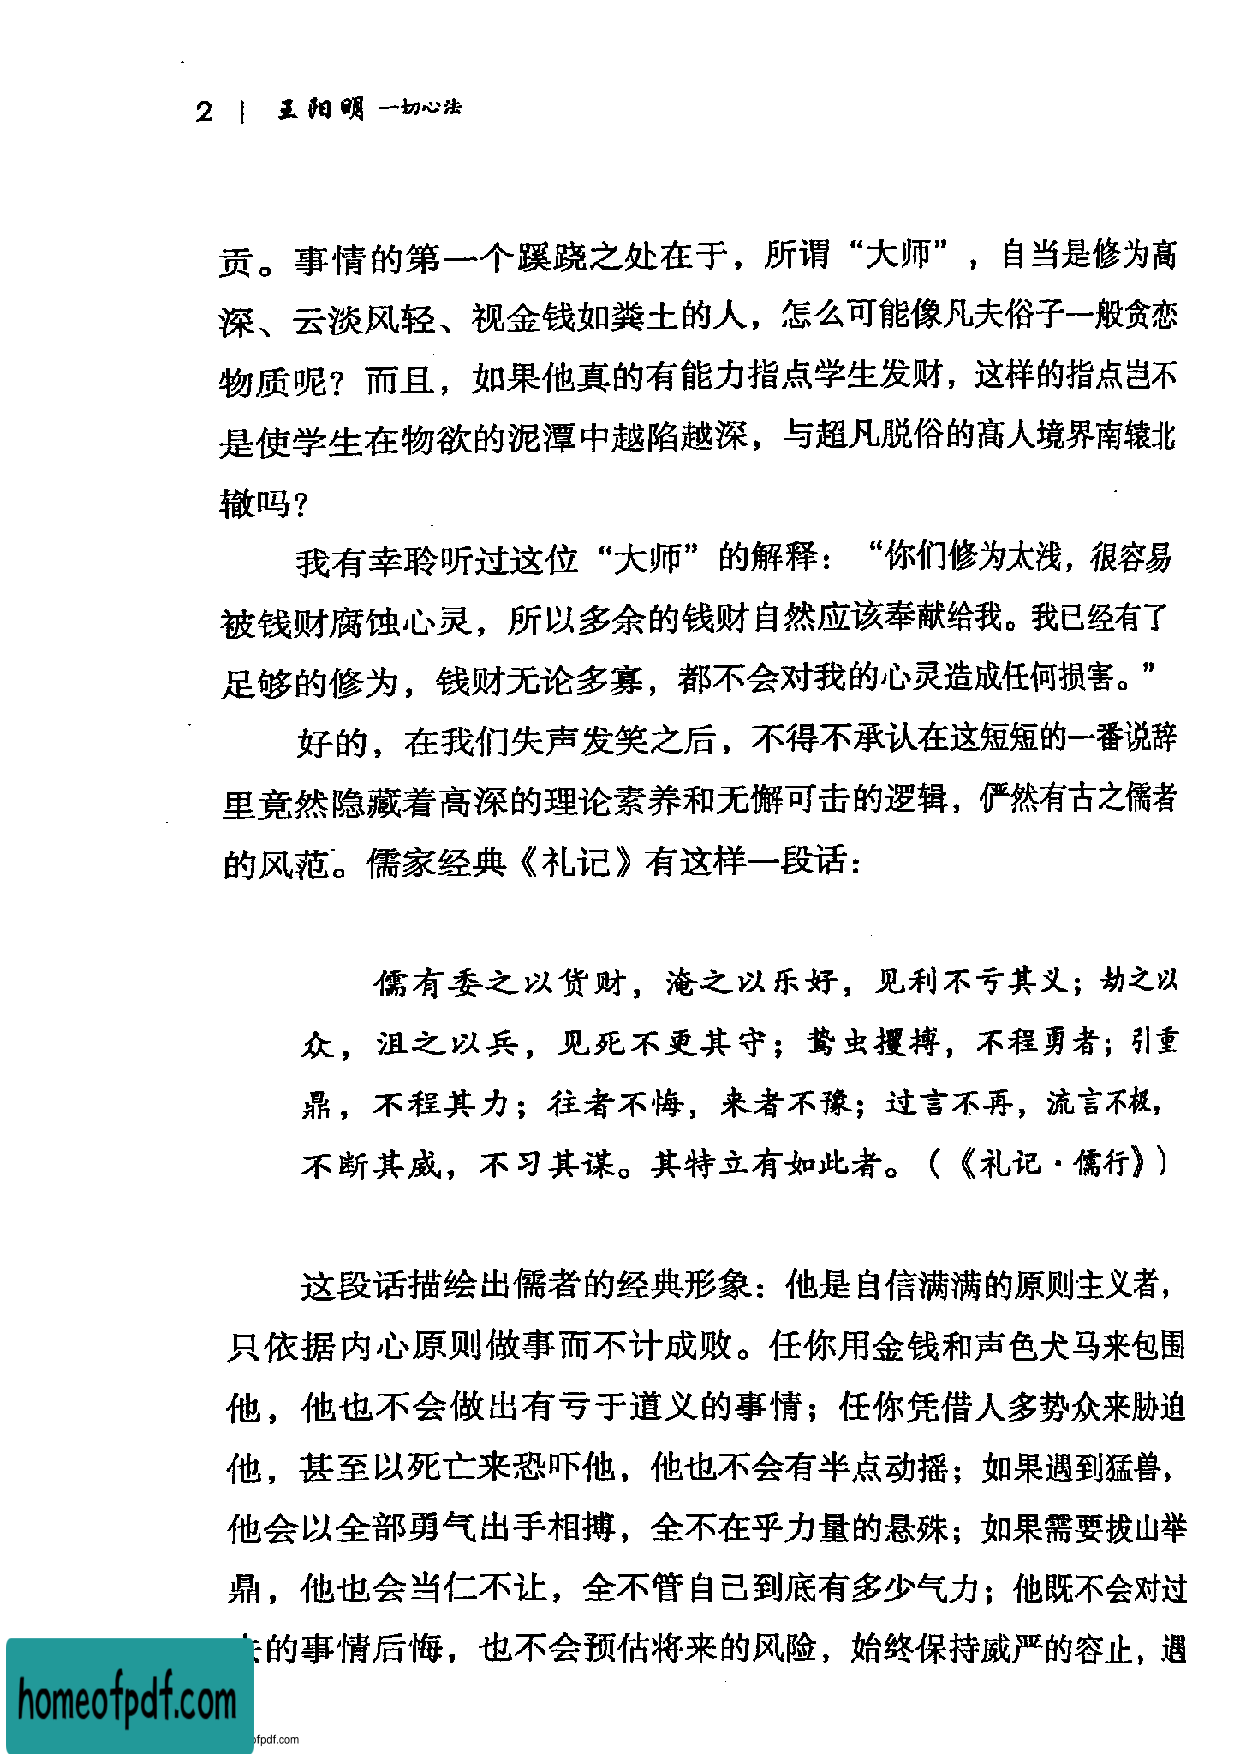 2 | 王阳明 一切心法
贡。事情的第一个蹊跷之处在于，所谓“大师”，自当是修为高
深、云淡风轻、视金钱如粪土的人，怎么可能像凡夫俗子一般贪恋
物质呢？而且，如果他真的有能力指点学生发财，这样的指点岂不
是使学生在物欲的泥潭中越陷越深，与超凡脱俗的高人境界南辕北
辙吗？
我有幸聆听过这位“大师”的解释：“你们修为太浅，很容易
被钱财腐蚀心灵，所以多余的钱财自然应该奉献给我。我已经有了
足够的修为，钱财无论多寡，都不会对我的心灵造成任何损害。”
好的，在我们失声发笑之后，不得不承认在这短短的一番说辞
里竟然隐藏着高深的理论素养和无懈可击的逻辑，俨然有古之儒者
的风范。儒家经典《礼记》有这样一段话：
儒有委之以货财，淹之以乐好，见利不亏其义；劫之以
众，沮之以兵，见死不更其守；鸷虫攫搏，不程勇者；引重
鼎，不程其力；往者不悔，来者不豫；过言不再，流言不极，
不断其威，不习其谋。其特立有如此者。（《礼记·儒行》）
这段话描绘出儒者的经典形象：他是自信满满的原则主义者，
只依据内心原则做事而不计成败。任你用金钱和声色犬马来包围
他，他也不会做出有亏于道义的事情；任你凭借人多势众来胁迫
他，甚至以死亡来恐吓他，他也不会有半点动摇；如果遇到猛兽，
他会以全部勇气出手相搏，全不在乎力量的悬殊；如果需要拔山举
鼎，他也会当仁不让，全不管自己到底有多少气力；他既不会对过
的事情后悔，也不会预估将来的风险，始终保持威严的容止，遇
homeofpdf.com
ofpdf.com